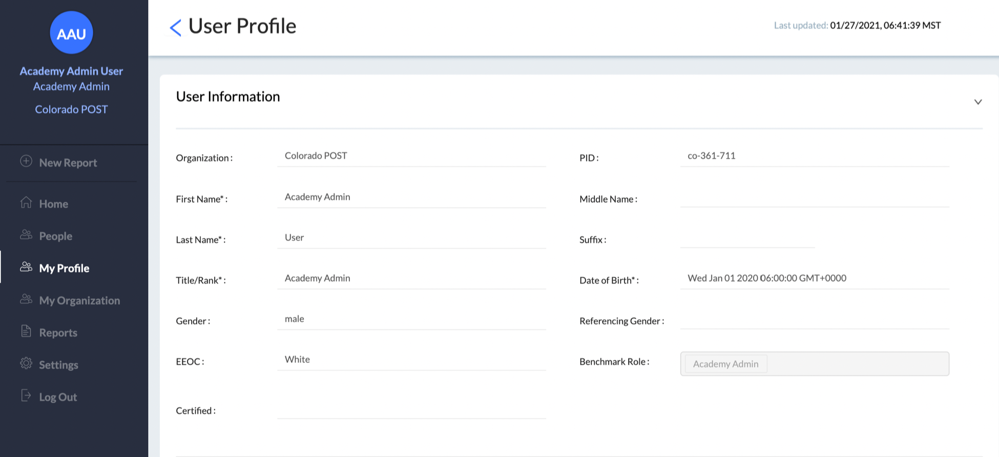 AAU
Academy Admin User
Academy Admin
Colorado POST
New Report
Home
People
My Profile
My Organization
Reports
Settings
Log Out
User Profile
Last updated: 01/27/2021, 06:41:39 MST
User Information
Organization : Colorado POST PID : co-361-711
First Name* : Academy Admin Middle Name :
Last Name* : User Suffix :
Title/Rank* : Academy Admin Date of Birth* : Wed Jan 01 2020 06:00:00 GMT+0000
Gender : male Referencing Gender :
EEOC : White Benchmark Role : Academy Admin
Certified :